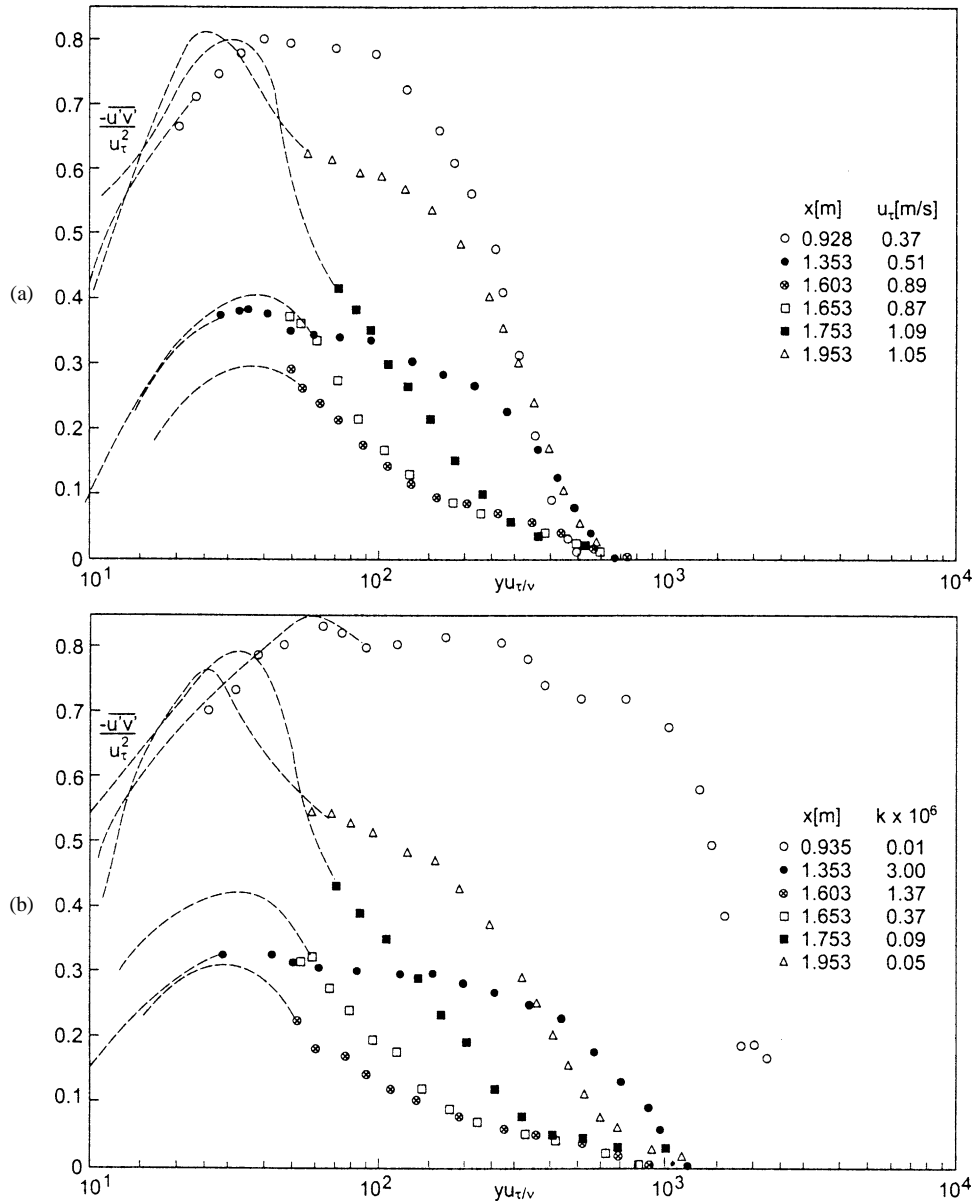 (a)
0.8
0.7
-u'v'
u_τ^2
0.6
0.5
0.4
0.3
0.2
0.1
0
10^1
10^2
yu_τ/ν
10^3
10^4
x[m] u_τ[m/s]
○ 0.928 0.37
● 1.353 0.51
⊗ 1.603 0.89
□ 1.653 0.87
■ 1.753 1.09
△ 1.953 1.05
(b)
0.8
0.7
-u'v'
u_τ^2
0.6
0.5
0.4
0.3
0.2
0.1
0
10^1
10^2
yu_τ/ν
10^3
10^4
x[m] k x 10^6
0.935 0.01 ○
1.353 3.00 ●
1.603 1.37 ⊗
1.653 0.37 □
1.753 0.09 ■
1.953 0.05 △